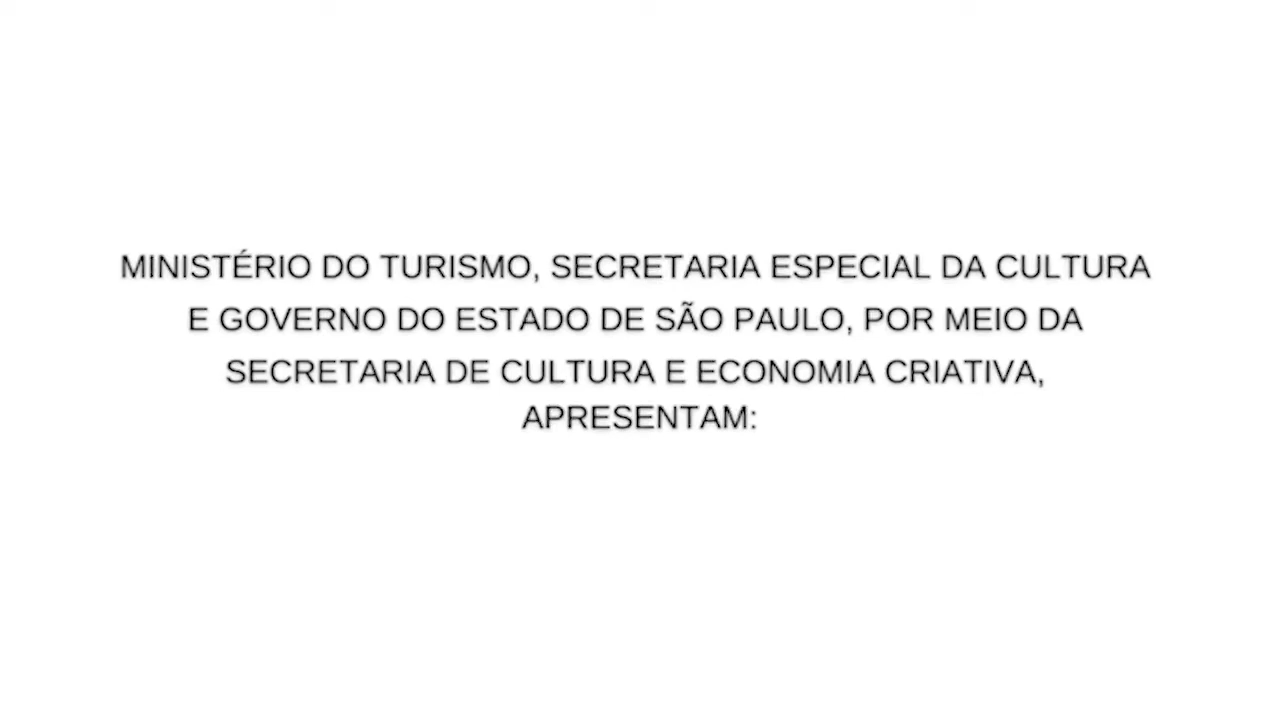 MINISTÉRIO DO TURISMO, SECRETARIA ESPECIAL DA CULTURA
E GOVERNO DO ESTADO DE SÃO PAULO, POR MEIO DA
SECRETARIA DE CULTURA E ECONOMIA CRIATIVA,
APRESENTAM: